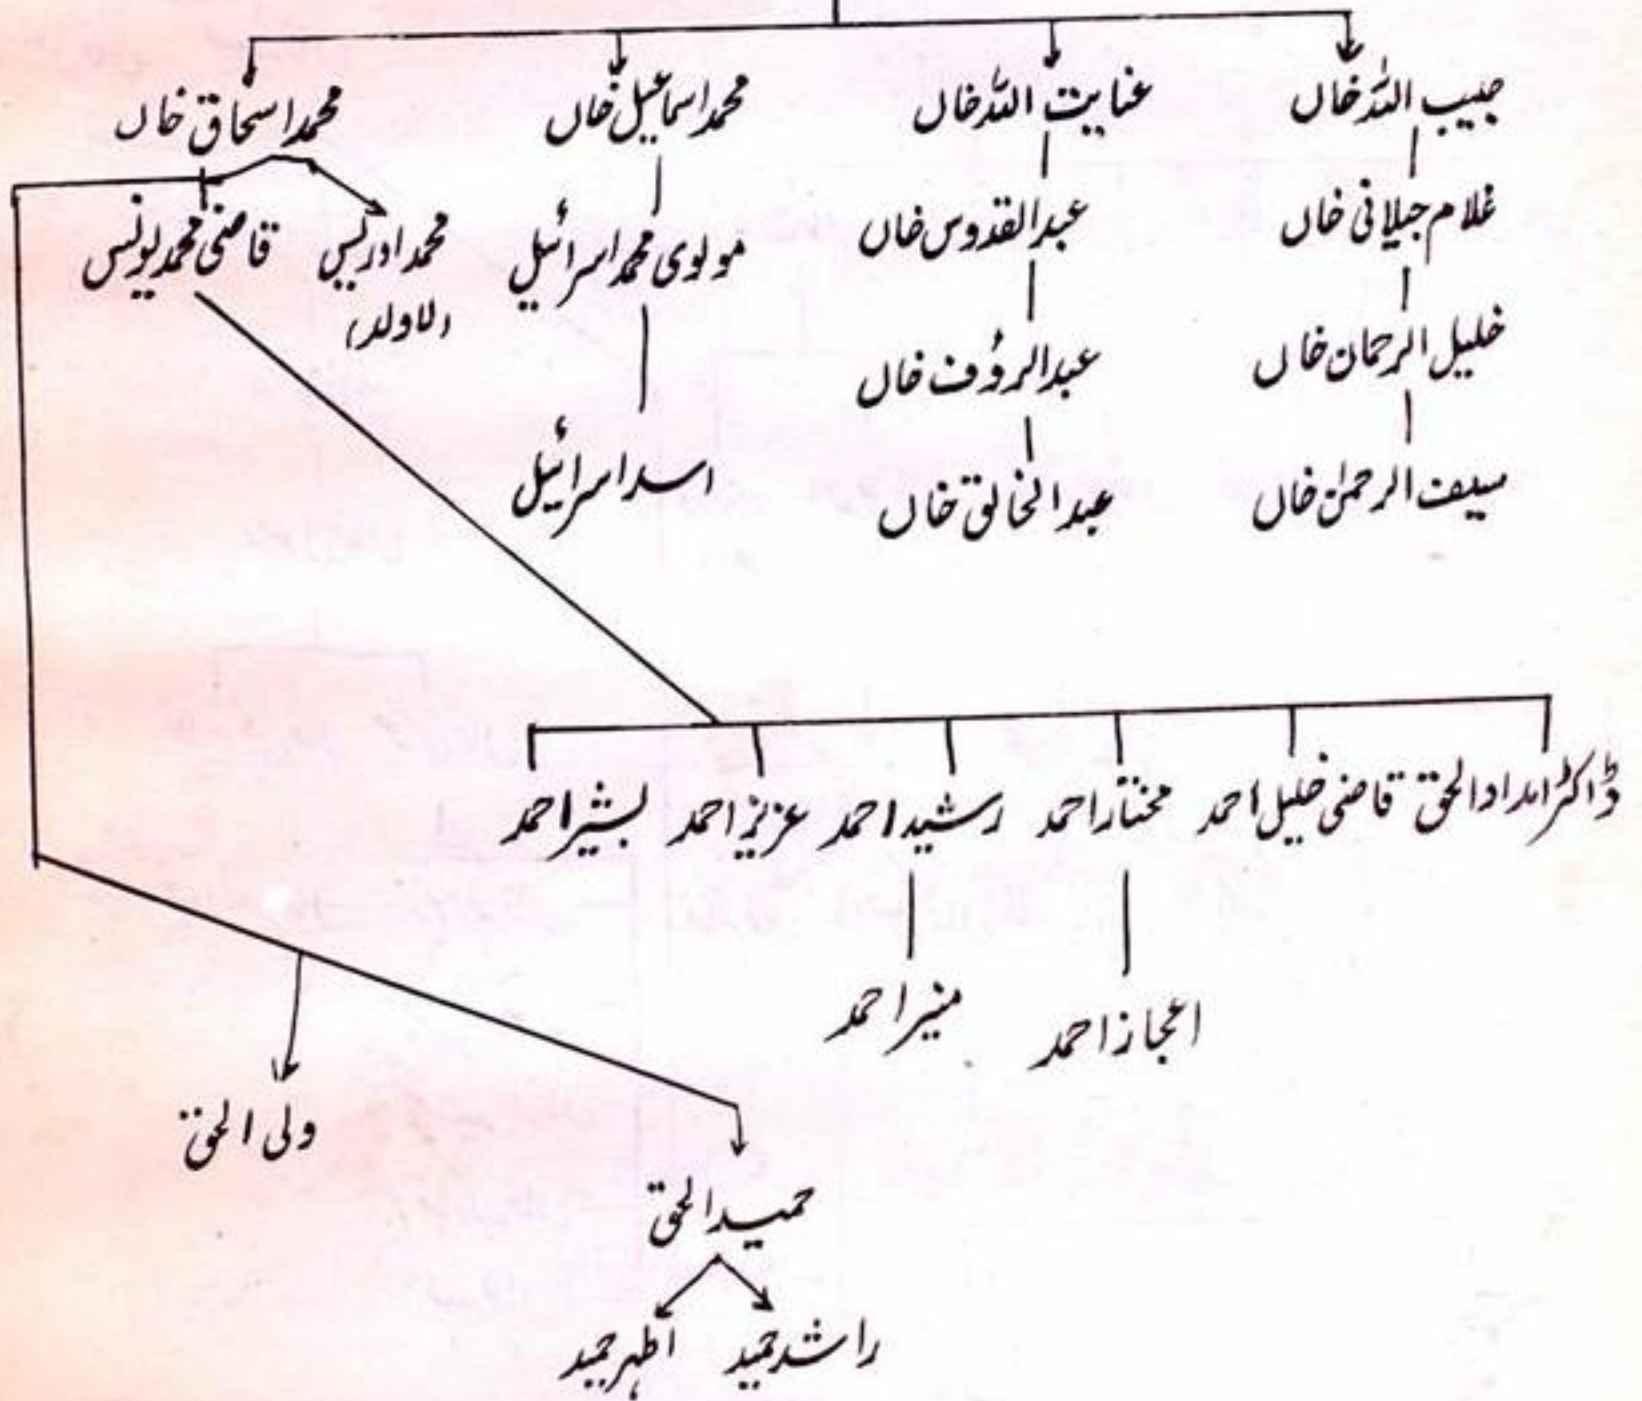 حبیب اللہ خاں عنایت اللہ خاں محمد اسماعیل خاں محمد اسحاق خاں
غلام جیلانی خاں عبدالقدوس خاں مولوی محمد اسرائیل محمد ادریس قاضی محمد یونس
(لاولد)
خلیل الرحمان خاں عبدالرؤف خاں
سیف الرحمٰن خاں عبدالخالق خاں اسد اسرائیل
ڈاکٹر امداد الحق قاضی خلیل احمد مختار احمد رشید احمد عزیز احمد بشیر احمد
اعجاز احمد منیر احمد
ولی الحق
حمید الحق
راشد حمید اطہر حمید